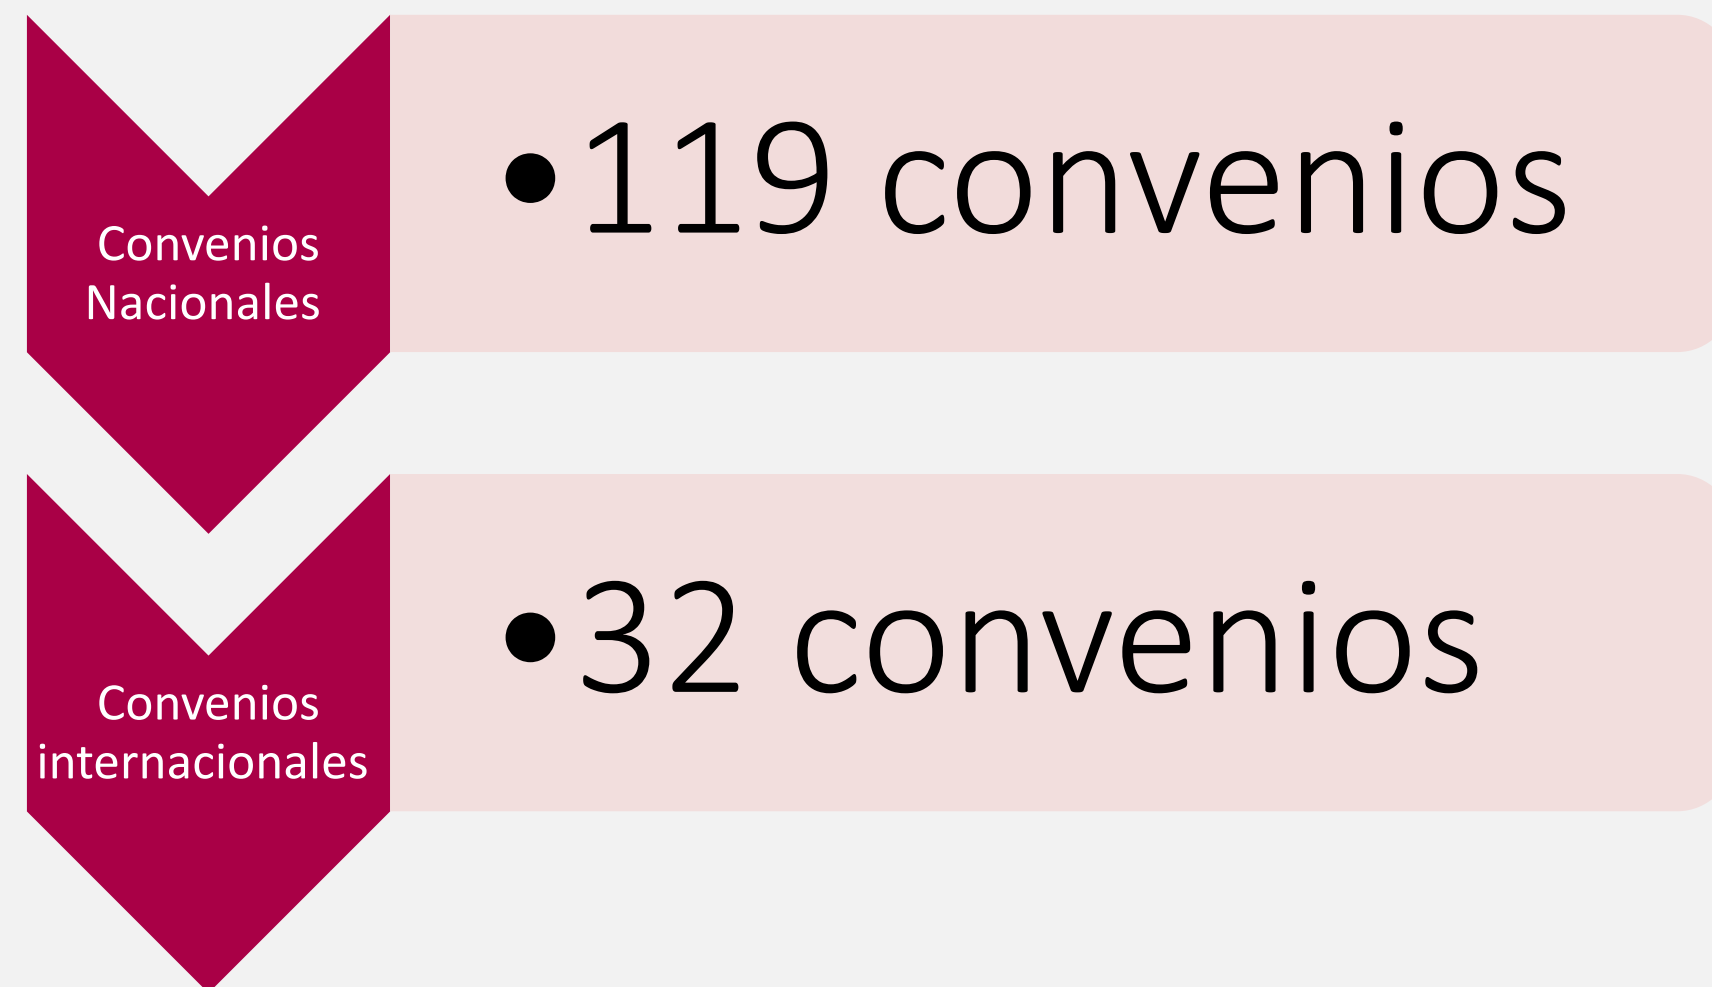 Convenios
Nacionales
•119 convenios
Convenios
internacionales
•32 convenios